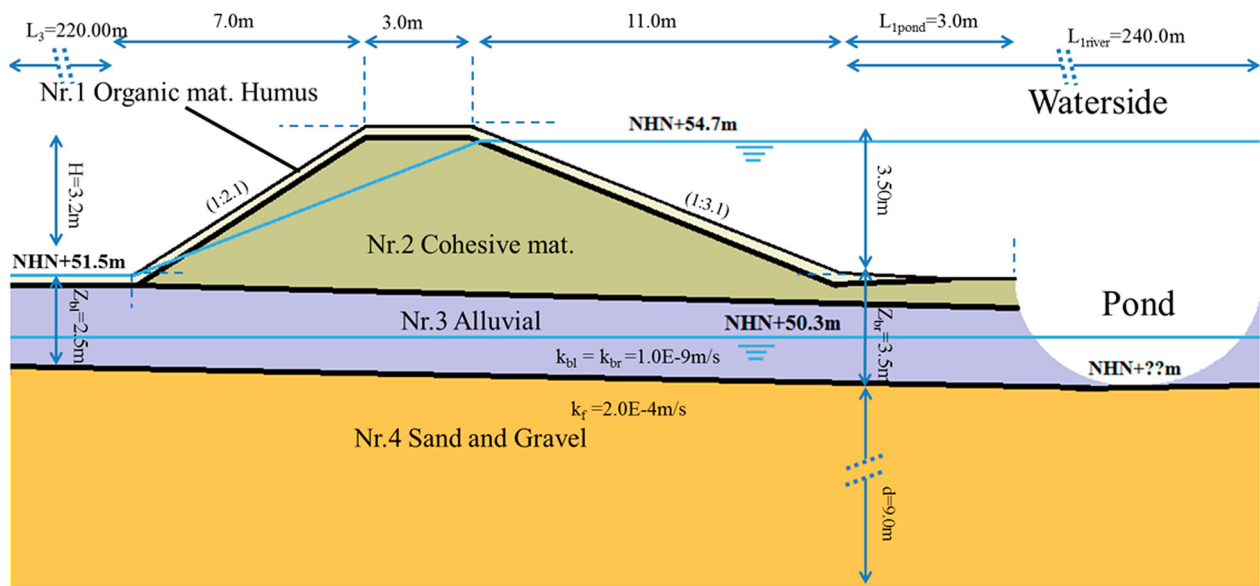 7.0m
3.0m
11.0m
L1pond=3.0m
L3=220.00m
L1river=240.0m
Nr.1 Organic mat. Humus
Waterside
NHN+54.7m
H=3.2m
(1:2.1)
(1:3.1)
3.50m
Nr.2 Cohesive mat.
NHN+51.5m
Zbl=2.5m
Nr.3 Alluvial
NHN+50.3m
Zbr=3.5m
Pond
kbl = kbr =1.0E-9m/s
NHN+??m
kf =2.0E-4m/s
Nr.4 Sand and Gravel
d=9.0m